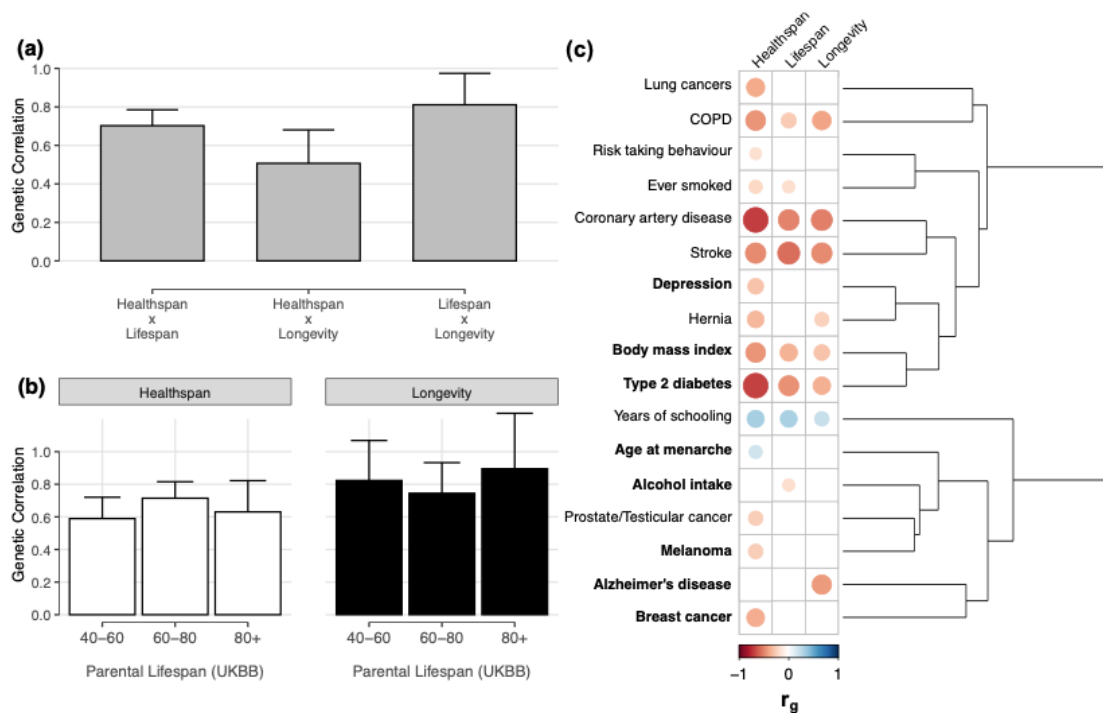 (a)
Genetic Correlation
1.0
0.8
0.6
0.4
0.2
0.0
Healthspan
x
Lifespan
Healthspan
x
Longevity
Lifespan
x
Longevity
(b)
Healthspan
Longevity
Genetic Correlation
1.0
0.8
0.6
0.4
0.2
0.0
40–60
60–80
80+
40–60
60–80
80+
Parental Lifespan (UKBB)
Parental Lifespan (UKBB)
(c)
Healthspan
Lifespan
Longevity
Lung cancers
COPD
Risk taking behaviour
Ever smoked
Coronary artery disease
Stroke
Depression
Hernia
Body mass index
Type 2 diabetes
Years of schooling
Age at menarche
Alcohol intake
Prostate/Testicular cancer
Melanoma
Alzheimer's disease
Breast cancer
−1 0 1
rg